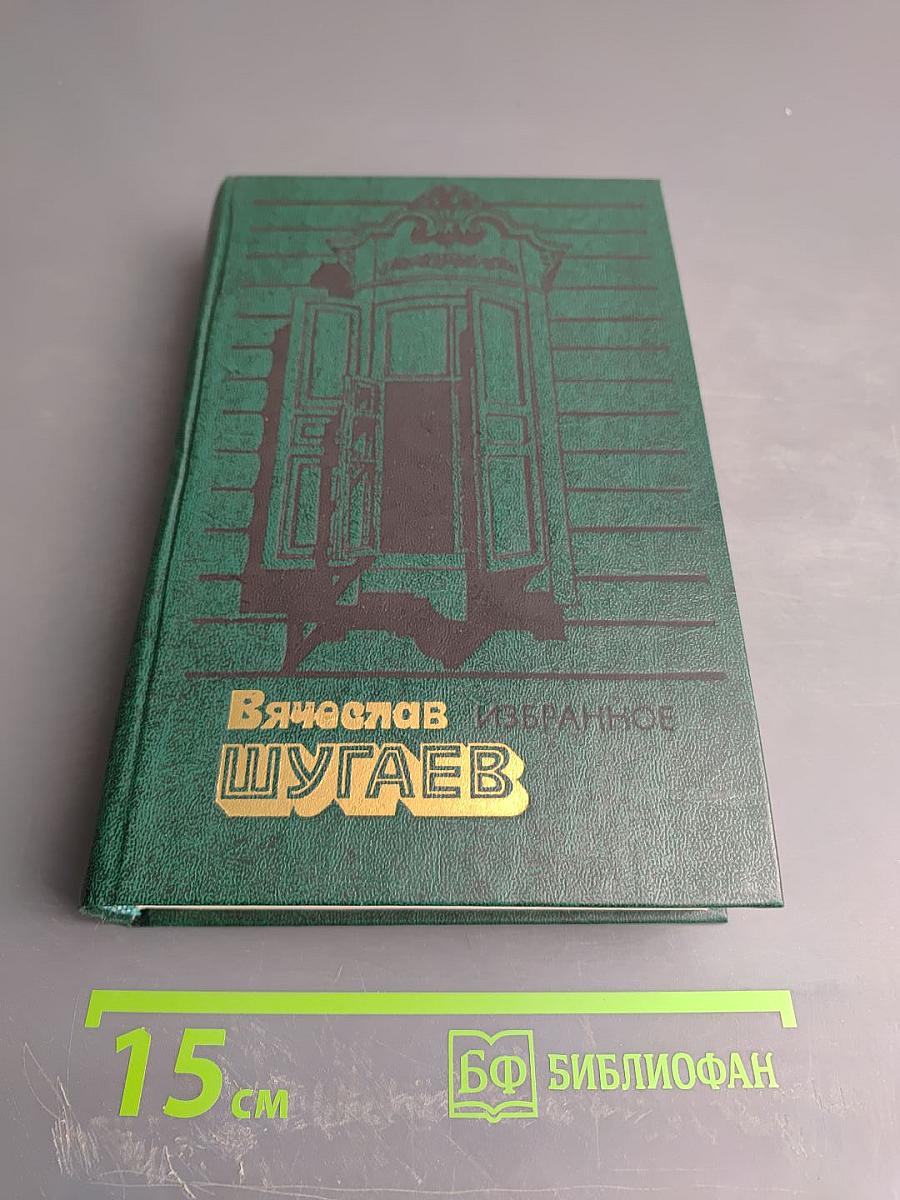 Вячеслав ИЗБРАННОЕ
ШУГАЕВ
15 см
БФ БИБЛИОФАН